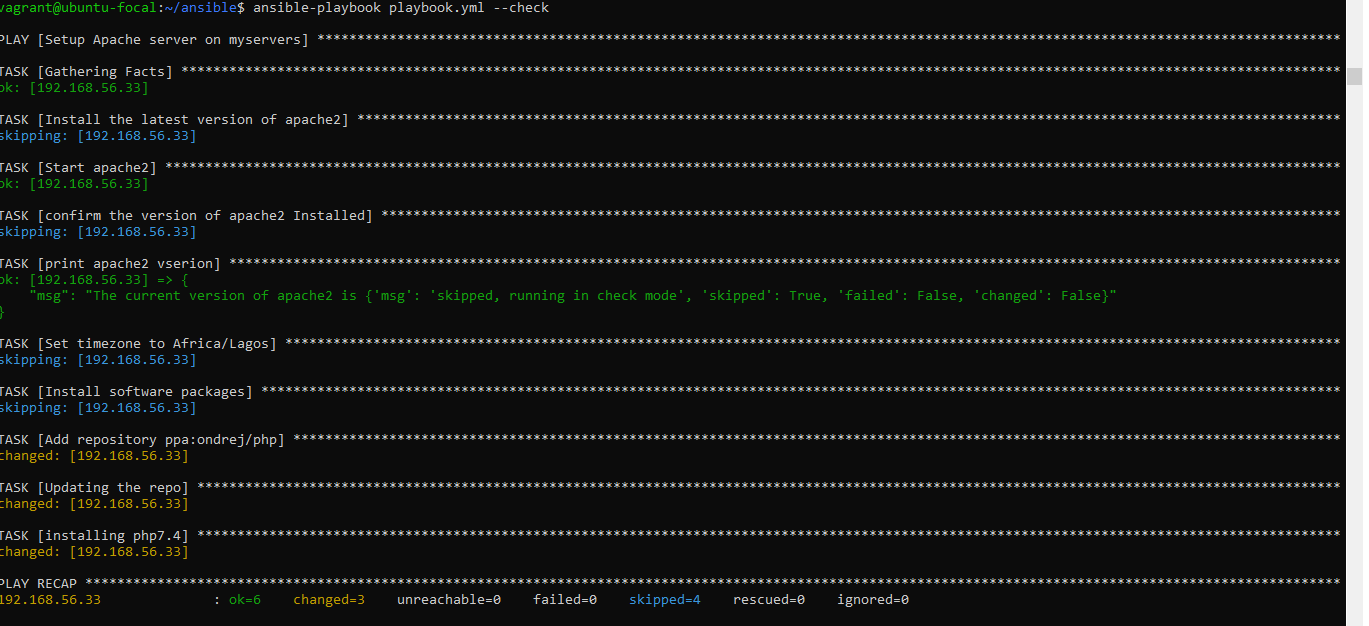 vagrant@ubuntu-focal:~/ansible$ ansible-playbook playbook.yml --check
PLAY [Setup Apache server on myservers] ********************************************************************************************************************************
TASK [Gathering Facts] *************************************************************************************************************************************************
ok: [192.168.56.33]
TASK [Install the latest version of apache2] ***************************************************************************************************************************
skipping: [192.168.56.33]
TASK [Start apache2] ***************************************************************************************************************************************************
ok: [192.168.56.33]
TASK [confirm the version of apache2 Installed] ************************************************************************************************************************
skipping: [192.168.56.33]
TASK [print apache2 vserion] *******************************************************************************************************************************************
ok: [192.168.56.33] => {
"msg": "The current version of apache2 is {'msg': 'skipped, running in check mode', 'skipped': True, 'failed': False, 'changed': False}"
}
TASK [Set timezone to Africa/Lagos] ************************************************************************************************************************************
skipping: [192.168.56.33]
TASK [Install software packages] ***************************************************************************************************************************************
skipping: [192.168.56.33]
TASK [Add repository ppa:ondrej/php] ***********************************************************************************************************************************
changed: [192.168.56.33]
TASK [Updating the repo] ***********************************************************************************************************************************************
changed: [192.168.56.33]
TASK [installing php7.4] ***********************************************************************************************************************************************
changed: [192.168.56.33]
PLAY RECAP *************************************************************************************************************************************************************
192.168.56.33 : ok=6 changed=3 unreachable=0 failed=0 skipped=4 rescued=0 ignored=0